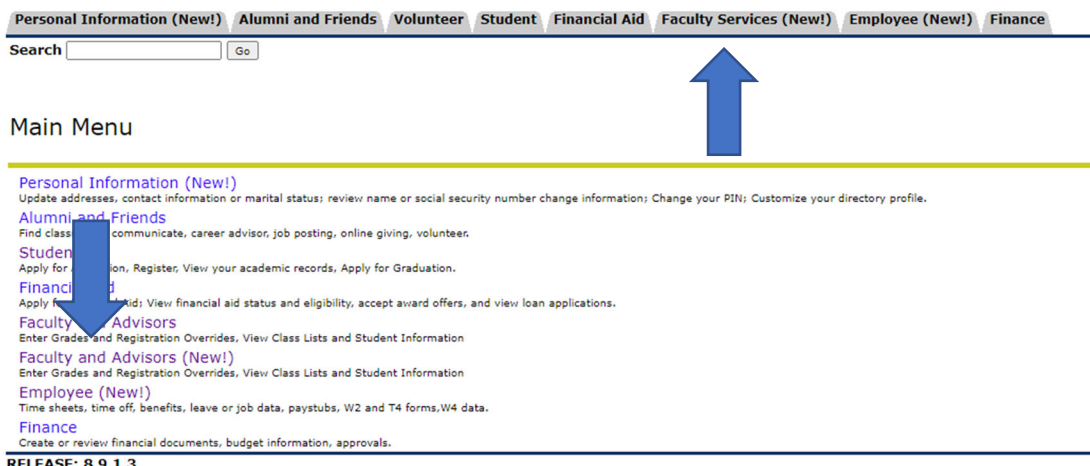 Personal Information (New!) Alumni and Friends Volunteer Student Financial Aid Faculty Services (New!) Employee (New!) Finance
Search Go
Main Menu
Personal Information (New!)
Update addresses, contact information or marital status; review name or social security number change information; Change your PIN; Customize your directory profile.
Alumni and Friends
Find communicate, career advisor, job posting, online giving, volunteer.
Student
Apply for Register, View your academic records, Apply for Graduation.
Financial Aid
Apply Aid; View financial aid status and eligibility, accept award offers, and view loan applications.
Faculty and Advisors
Enter Grades and Registration Overrides, View Class Lists and Student Information
Faculty and Advisors (New!)
Enter Grades and Registration Overrides, View Class Lists and Student Information
Employee (New!)
Time sheets, time off, benefits, leave or job data, paystubs, W2 and T4 forms,W4 data.
Finance
Create or review financial documents, budget information, approvals.
RELEASE: 8.9.1.3